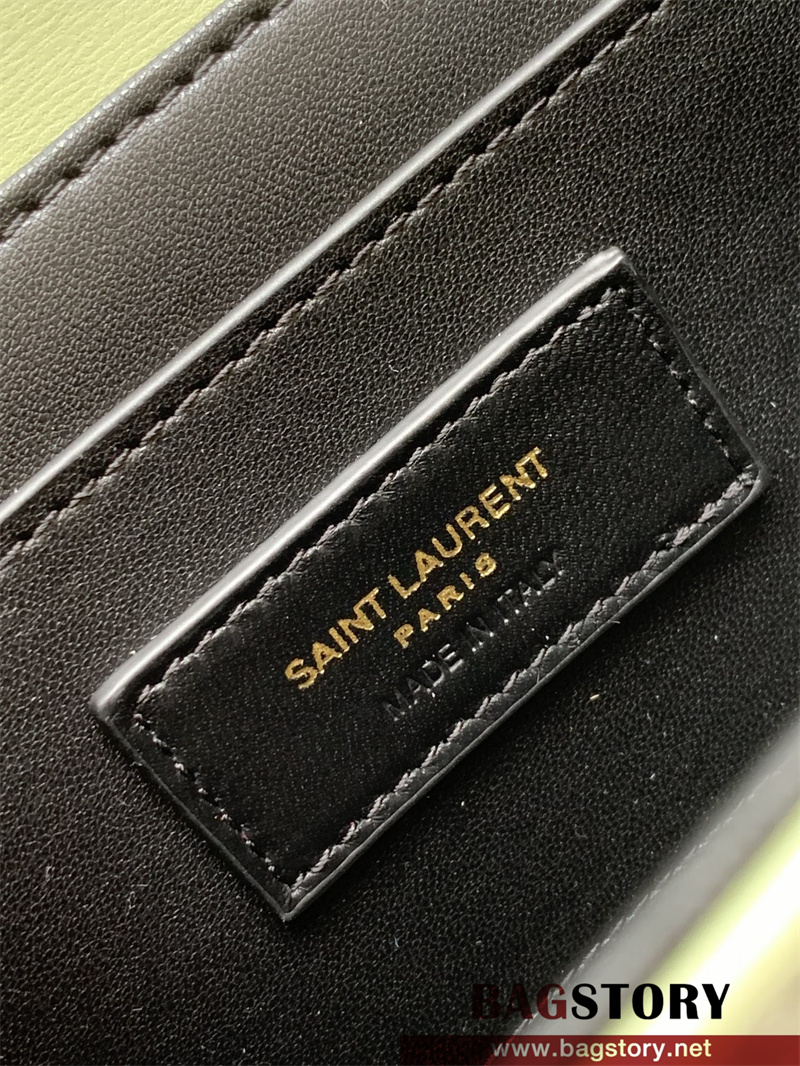 SAINT LAURENT
PARIS
MADE IN ITALY
BAGSTORY
www.bagstory.net